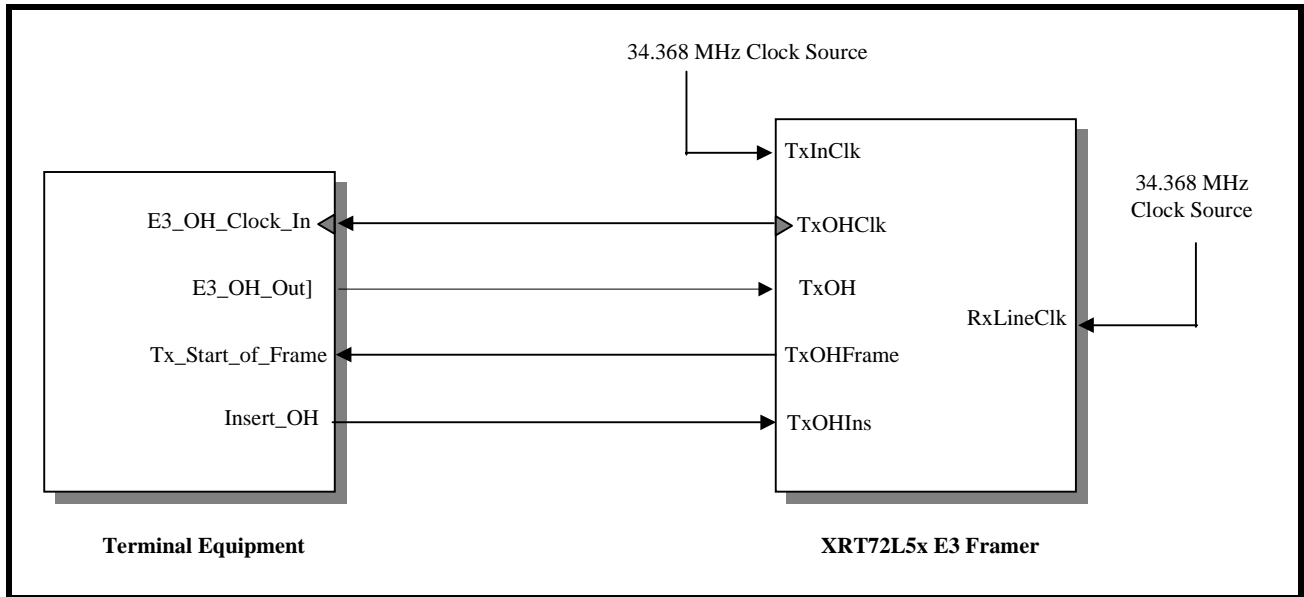 34.368 MHz Clock Source
TxInClk
34.368 MHz
Clock Source
E3_OH_Clock_In
TxOHClk
E3_OH_Out]
TxOH
RxLineClk
Tx_Start_of_Frame
TxOHFrame
Insert_OH
TxOHIns
Terminal Equipment
XRT72L5x E3 Framer